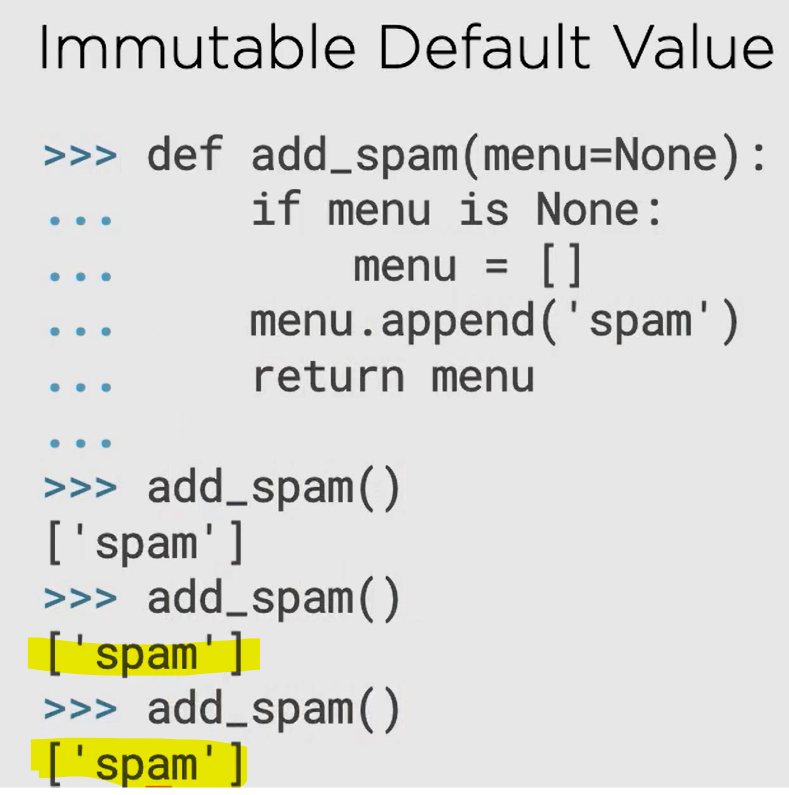 Immutable Default Value
>>> def add_spam(menu=None):
...     if menu is None:
...         menu = []
...     menu.append('spam')
...     return menu
...
>>> add_spam()
['spam']
>>> add_spam()
['spam']
>>> add_spam()
['spam']